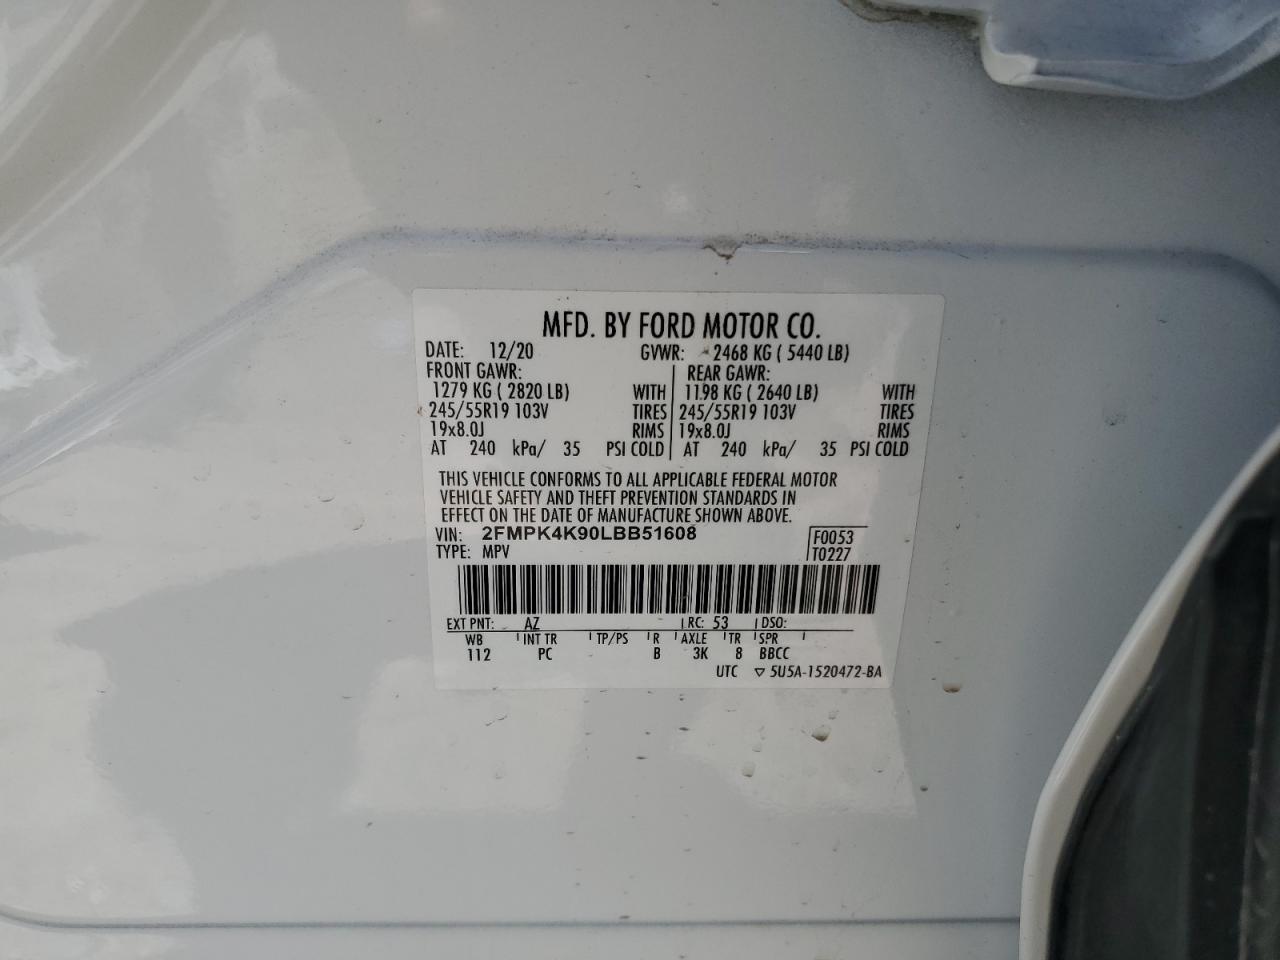 MFD. BY FORD MOTOR CO.
DATE: 12/20 GVWR: 2468 KG ( 5440 LB)
FRONT GAWR: REAR GAWR:
1279 KG ( 2820 LB) WITH 1198 KG ( 2640 LB) WITH
245/55R19 103V TIRES 245/55R19 103V TIRES
19x8.0J RIMS 19x8.0J RIMS
AT 240 kPa/ 35 PSI COLD AT 240 kPa/ 35 PSI COLD
THIS VEHICLE CONFORMS TO ALL APPLICABLE FEDERAL MOTOR
VEHICLE SAFETY AND THEFT PREVENTION STANDARDS IN
EFFECT ON THE DATE OF MANUFACTURE SHOWN ABOVE.
VIN: 2FMPK4K90LBB51608 F0053
TYPE: MPV T0227
EXT PNT: AZ RC: 53 DSO:
WB INT TR TP/PS R AXLE TR SPR
112 PC B 3K 8 BBCC
UTC ▽ 5U5A-1520472-BA